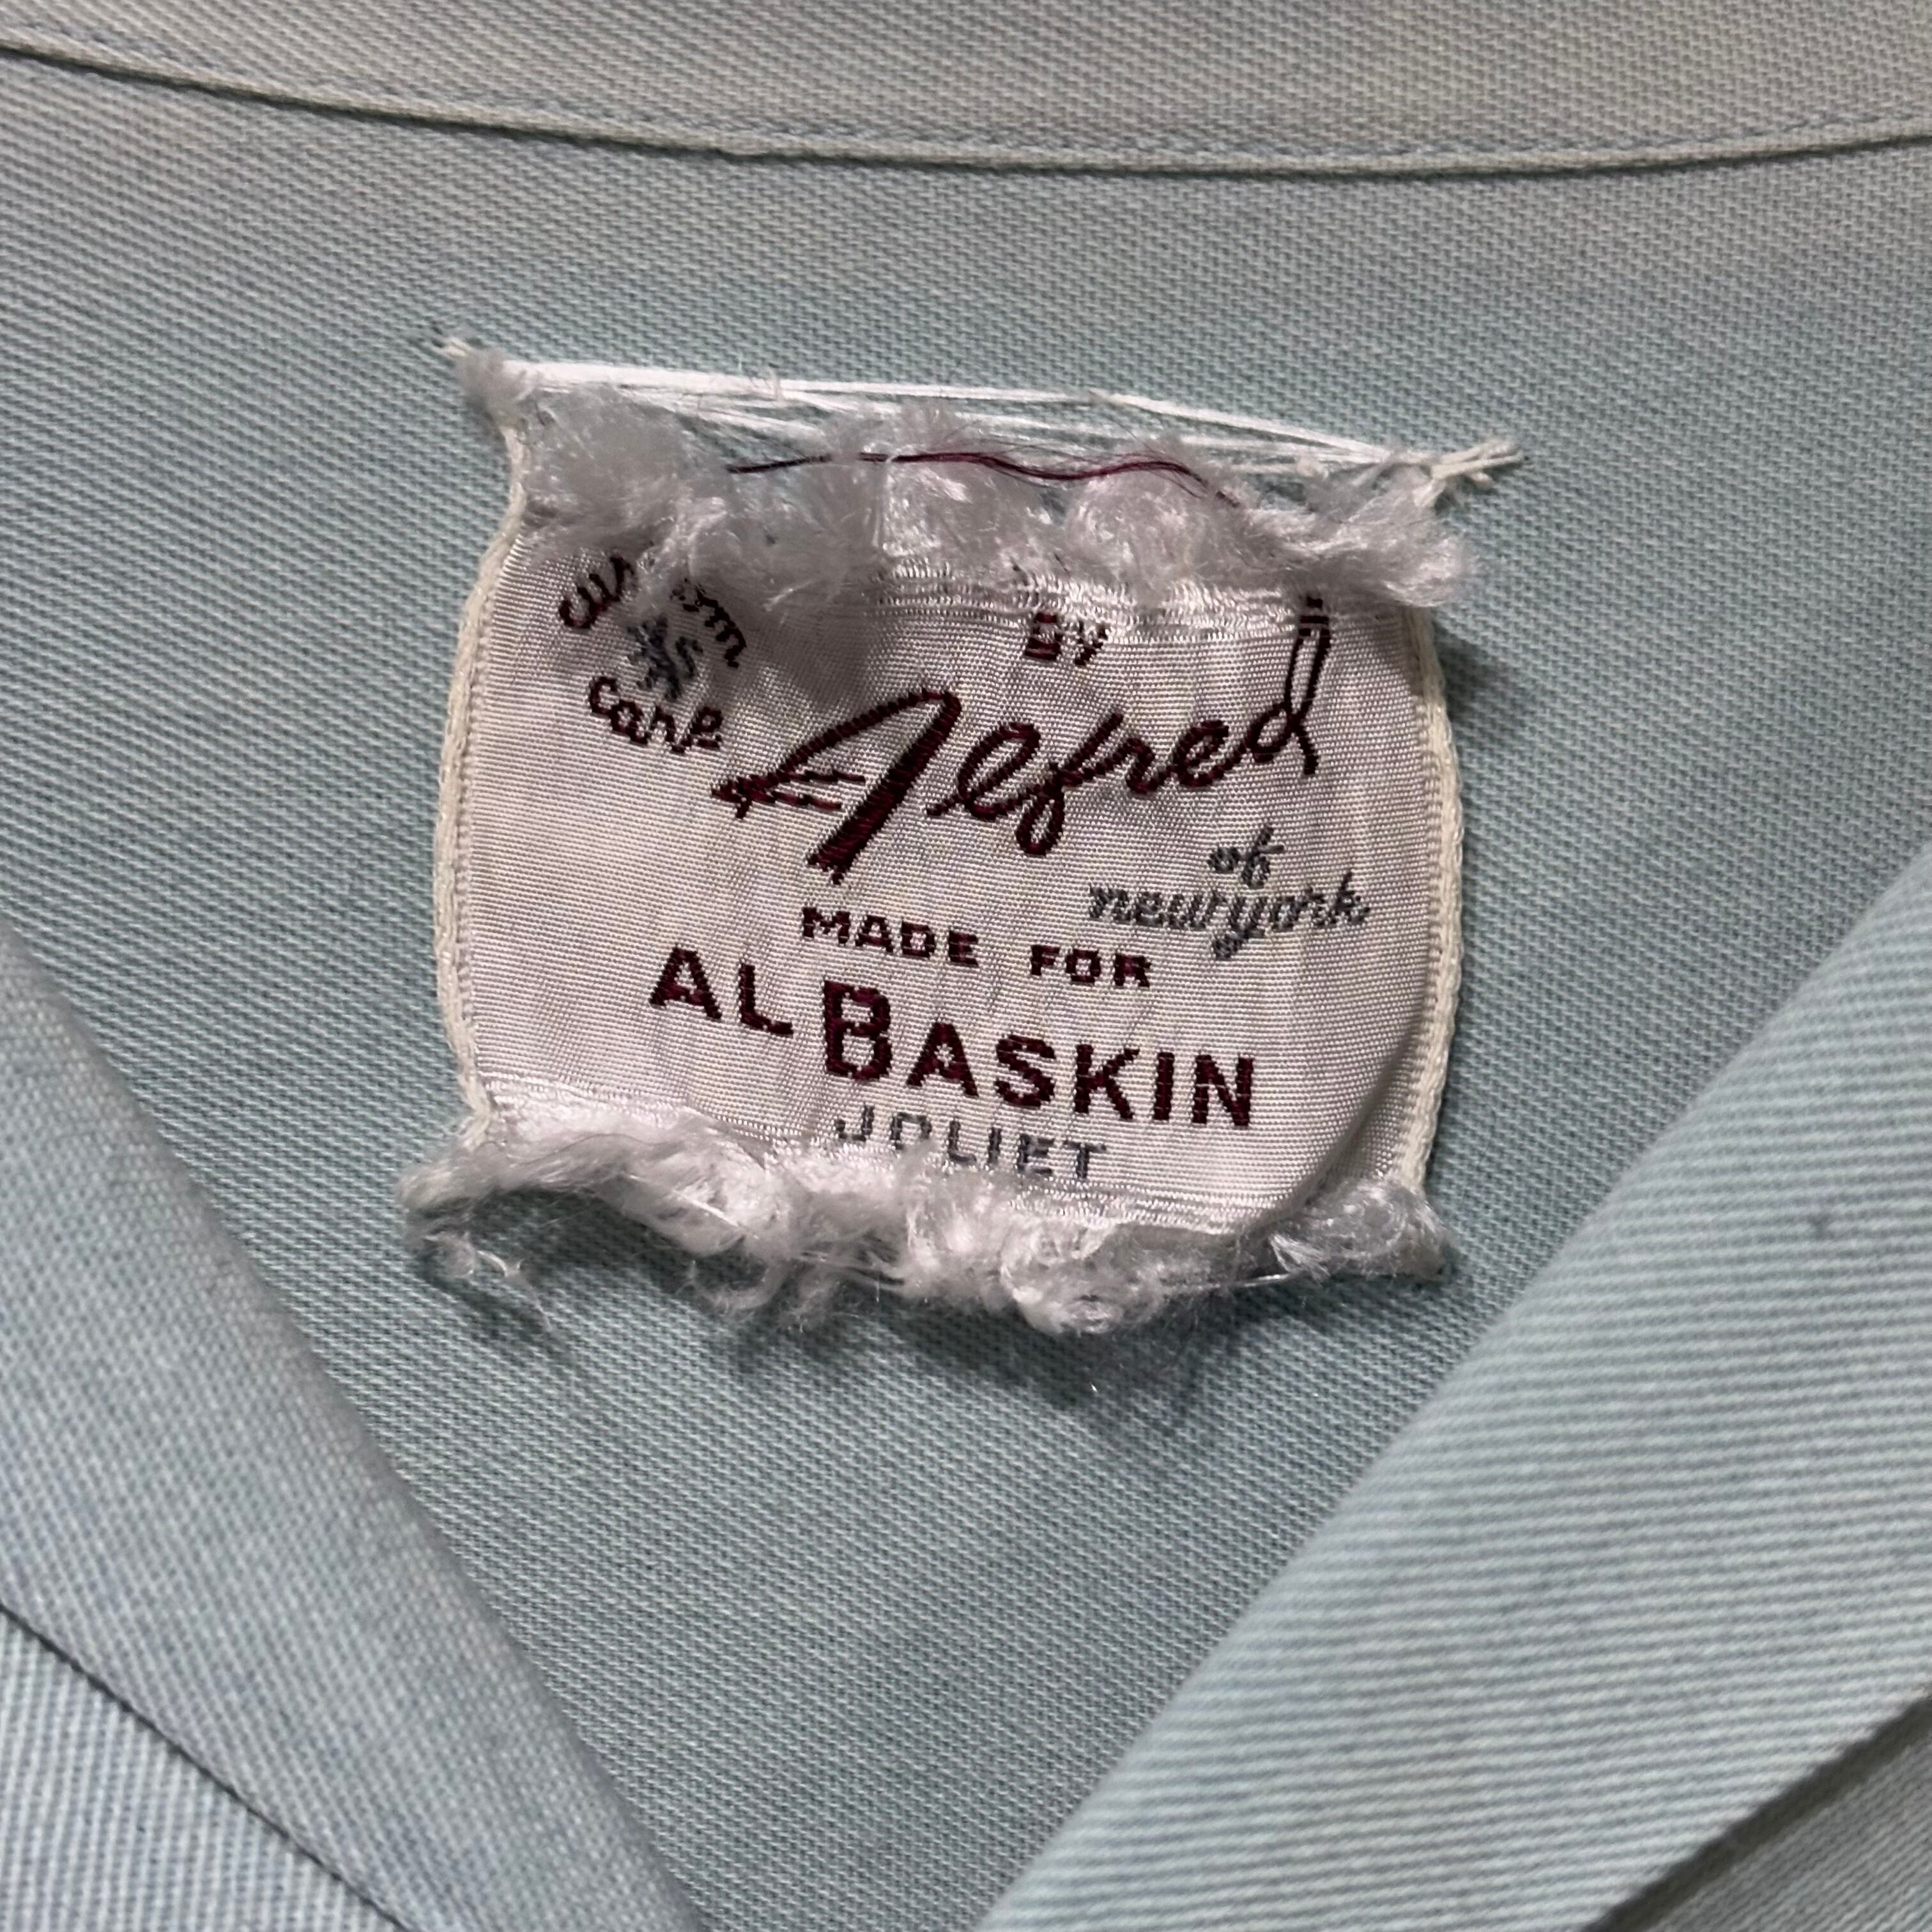 care
BY
Alfred
of
newyork
MADE FOR
AL BASKIN
JOLIET